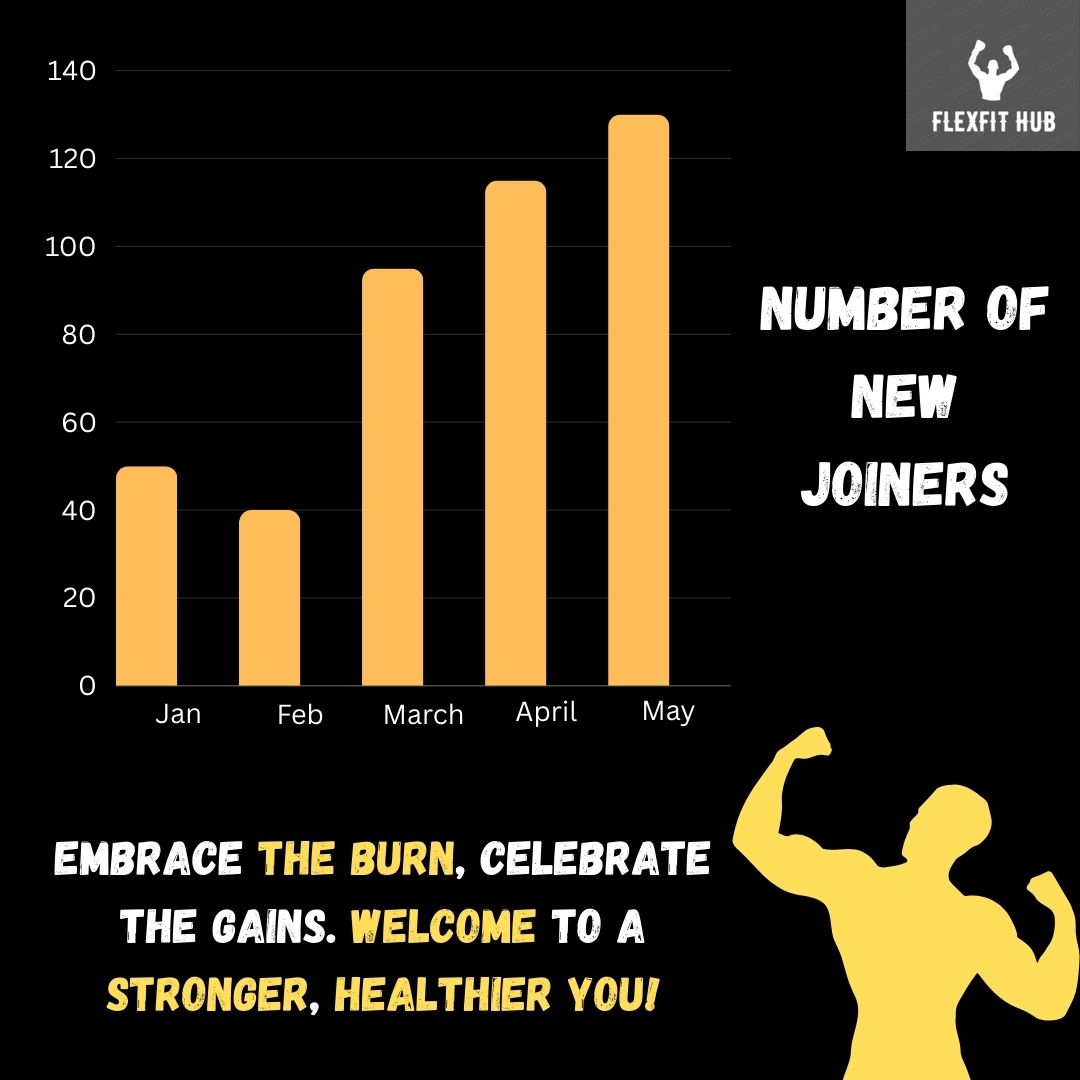 FLEXFIT HUB
140
120
100
80
60
40
20
0
Jan Feb March April May
NUMBER OF
NEW
JOINERS
EMBRACE THE BURN, CELEBRATE
THE GAINS. WELCOME TO A
STRONGER, HEALTHIER YOU!